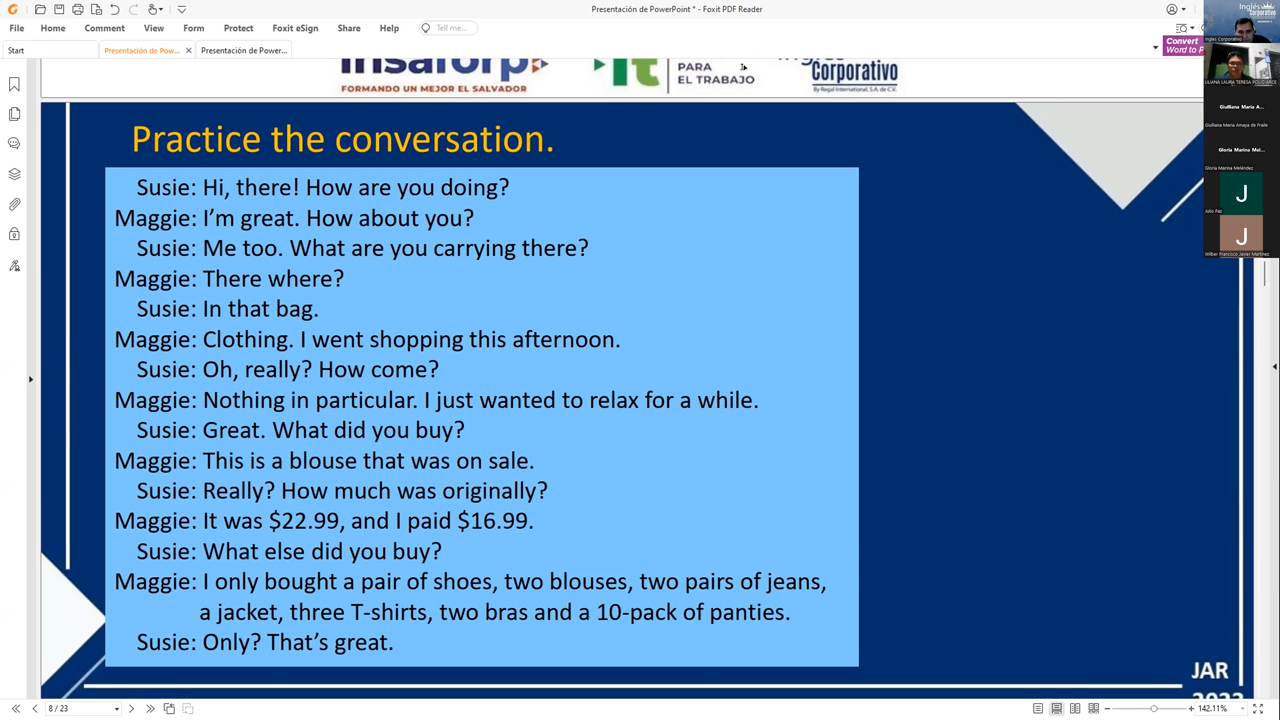 Presentación de PowerPoint * - Foxit PDF Reader
File Home Comment View Form Protect Foxit eSign Share Help Tell me...
Start Presentación de Pow... Presentación de Power...
Convert
Word to P
insaforp
FORMANDO UN MEJOR EL SALVADOR
PARA
EL TRABAJO
Corporativo
By Regal International, S.A. de C.V.
Practice the conversation.
Susie: Hi, there! How are you doing?
Maggie: I’m great. How about you?
Susie: Me too. What are you carrying there?
Maggie: There where?
Susie: In that bag.
Maggie: Clothing. I went shopping this afternoon.
Susie: Oh, really? How come?
Maggie: Nothing in particular. I just wanted to relax for a while.
Susie: Great. What did you buy?
Maggie: This is a blouse that was on sale.
Susie: Really? How much was originally?
Maggie: It was $22.99, and I paid $16.99.
Susie: What else did you buy?
Maggie: I only bought a pair of shoes, two blouses, two pairs of jeans,
a jacket, three T-shirts, two bras and a 10-pack of panties.
Susie: Only? That’s great.
JAR
Inglés
Corporativo
Inglés Corporativo
LILIANA LAURA TERESA POLIO ARCE
Giulliana Maria A...
Giulliana Maria Amaya de Fraile
Gloria Marina Mel...
Gloria Marina Meléndez
J
Julio Paz
J
Wilber Francisco Javier Martinez
8 / 23
142.11%